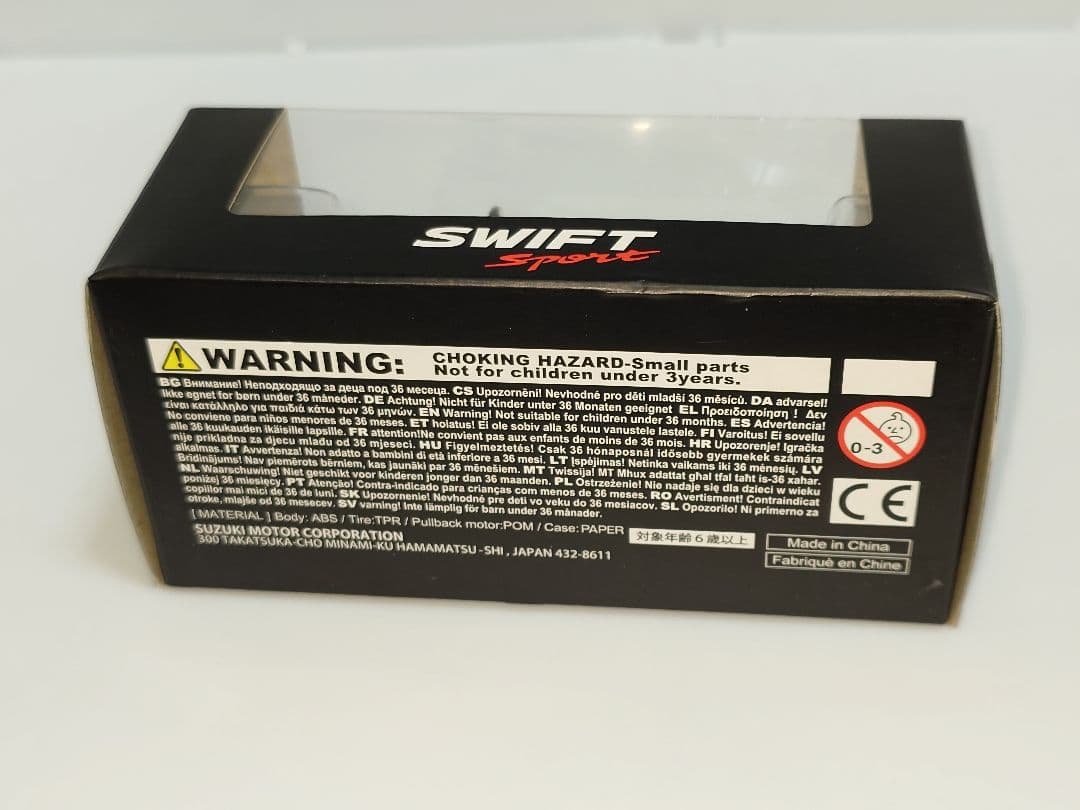 SWIFT
Sport
WARNING: CHOKING HAZARD-Small parts
Not for children under 3years.
BG Внимание! Неподходящо за деца под 36 месеца. CS Upozornění! Nevhodné pro děti mladší 36 měsíců. DA advarsel!
Ikke egnet for børn under 36 måneder. DE Achtung! Nicht für Kinder unter 36 Monaten geeignet EL Προειδοποίηση ! Δεν
είναι κατάλληλο για παιδιά κάτω των 36 μηνών. EN Warning! Not suitable for children under 36 months. ES Advertencia!
No conviene para niños menores de 36 meses. ET hoiatus! Ei ole sobiv alla 36 kuu vanustele lastele. FI Varoitus! Ei sovellu
alle 36 kuukauden ikäisille lapsille. FR attention!Ne convient pas aux enfants de moins de 36 mois. HR Upozorenje! Igračka
nije prikladna za djecu mlađu od 36 mjeseci. HU Figyelmeztetés! Csak 36 hónaposnál idősebb gyermekek számára
alkalmas. IT Avvertenza! Non adatto a bambini di età inferiore a 36 mesi. LT Įspėjimas! Netinka vaikams iki 36 mėnesių. LV
Brīdinājums! Nav piemērots bērniem, kas jaunāki par 36 mēnešiem. MT Twissija! MT Mhux adattat għal tfal taħt is-36 xahar.
NL Waarschuwing! Niet geschikt voor kinderen jonger dan 36 maanden. PL Ostrzeżenie! Nie nadaje się dla dzieci w wieku
poniżej 36 miesięcy. PT Atenção! Contra-indicado para crianças com menos de 36 meses. RO Avertisment! Contraindicat
copiilor mai mici de 36 de luni. SK Upozornenie! Nevhodné pre deti vo veku do 36 mesiacov. SL Opozorilo! Ni primerno za
otroke, mlajše od 36 mesecev. SV varning! Inte lämplig för barn under 36 månader.
[ MATERIAL ] Body: ABS / Tire:TPR / Pullback motor:POM / Case: PAPER
対象年齢6歳以上
SUZUKI MOTOR CORPORATION
300 TAKATSUKA-CHO MINAMI-KU HAMAMATSU-SHI, JAPAN 432-8611
0-3
CE
Made in China
Fabriqué en Chine